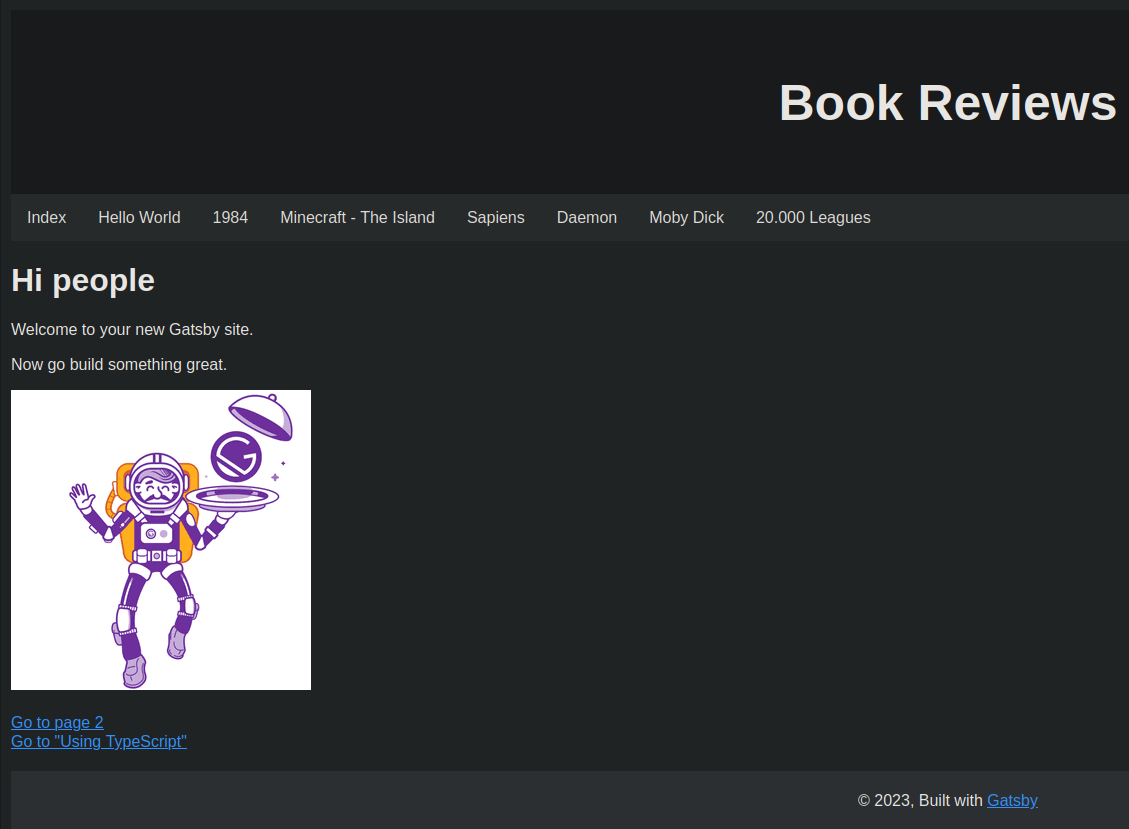 Book Reviews
Index Hello World 1984 Minecraft - The Island Sapiens Daemon Moby Dick 20.000 Leagues
Hi people
Welcome to your new Gatsby site.
Now go build something great.
Go to page 2
Go to "Using TypeScript"
© 2023, Built with Gatsby